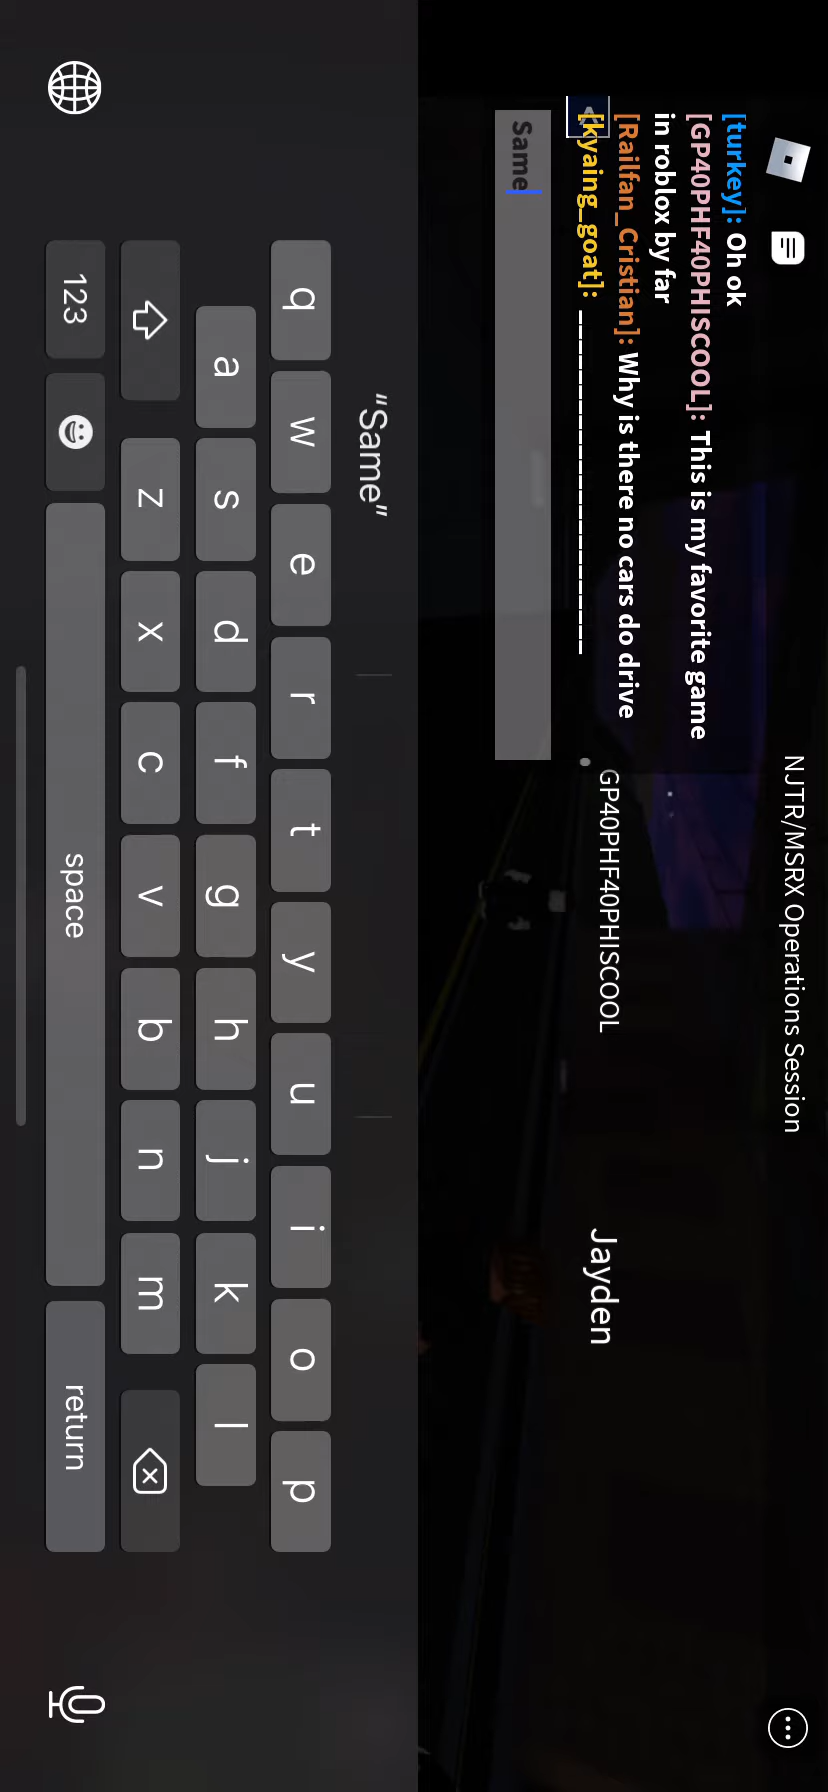 NJTR/MSRX Operations Session
[turkey]: Oh ok
[GP40PHF40PHISCOOL]: This is my favorite game
in roblox by far
[Railfan_Cristian]: Why is there no cars do drive
[kyaing_goat]: _______________________
Same
GP40PHF40PHISCOOL
Jayden
"Same"
q w e r t y u i o p
a s d f g h j k l
z x c v b n m
123 space return